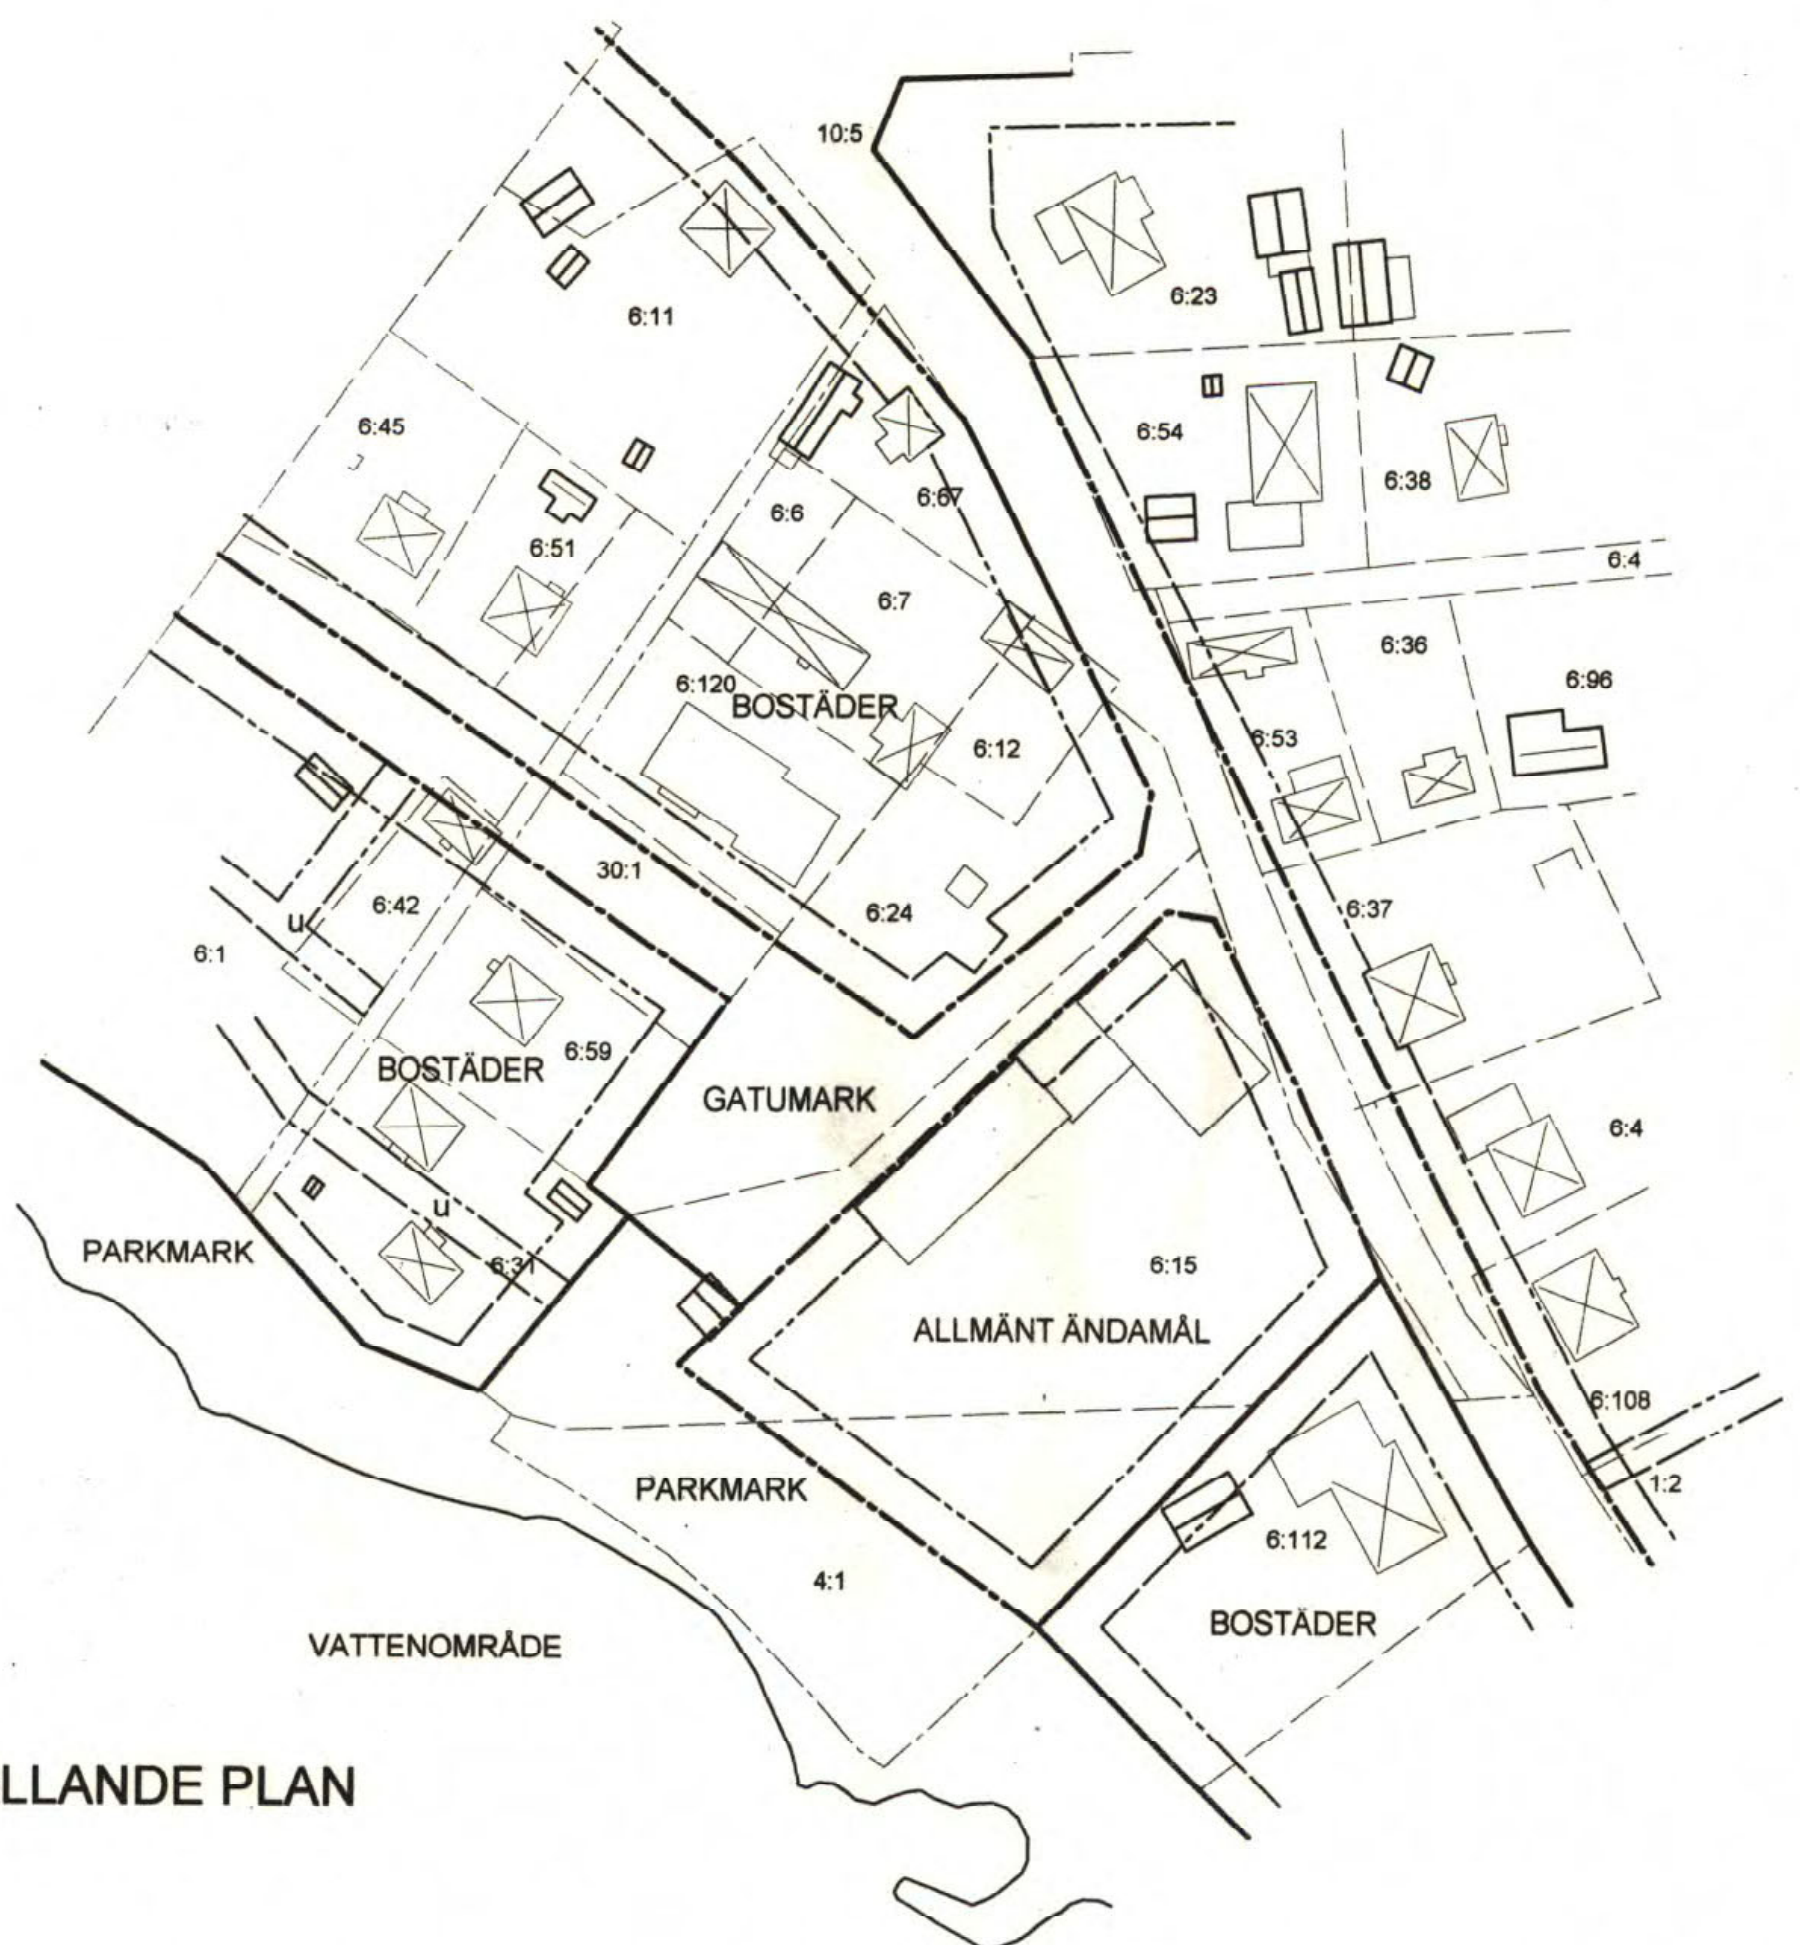 10:5
6:23
6:11
6:45
6:54
6:38
6:67
6:6
6:51
6:4
6:7
6:36
6:120
6:96
BOSTÄDER
6:53
6:12
30:1
6:42
6:24
6:37
u
6:1
6:59
BOSTÄDER
GATUMARK
6:4
u
PARKMARK
6:31
6:15
ALLMÄNT ÄNDAMÅL
6:108
PARKMARK
1:2
6:112
4:1
BOSTÄDER
VATTENOMRÅDE
LLANDE PLAN